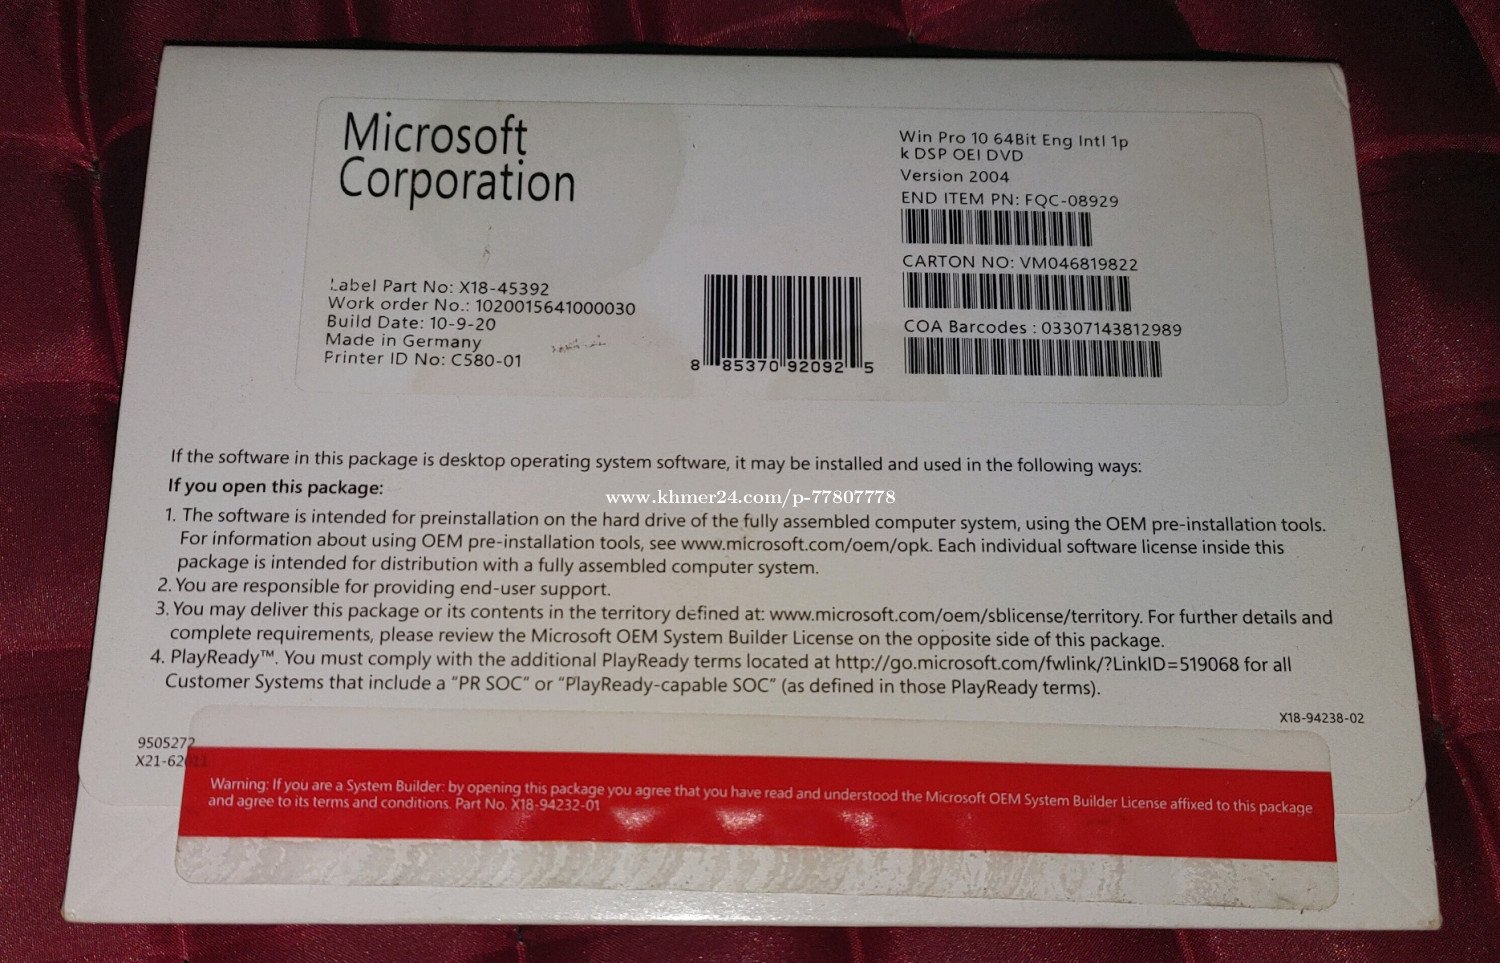 Microsoft
Corporation
Label Part No: X18-45392
Work order No.: 1020015641000030
Build Date: 10-9-20
Made in Germany
Printer ID No: C580-01
8 85370 92092 5
Win Pro 10 64Bit Eng Intl 1p
k DSP OEI DVD
Version 2004
END ITEM PN: FQC-08929
CARTON NO: VM046819822
COA Barcodes : 03307143812989
If the software in this package is desktop operating system software, it may be installed and used in the following ways:
If you open this package:
www.khmer24.com/p-77807778
1. The software is intended for preinstallation on the hard drive of the fully assembled computer system, using the OEM pre-installation tools.
For information about using OEM pre-installation tools, see www.microsoft.com/oem/opk. Each individual software license inside this
package is intended for distribution with a fully assembled computer system.
2. You are responsible for providing end-user support.
3. You may deliver this package or its contents in the territory defined at: www.microsoft.com/oem/sblicense/territory. For further details and
complete requirements, please review the Microsoft OEM System Builder License on the opposite side of this package.
4. PlayReady™. You must comply with the additional PlayReady terms located at http://go.microsoft.com/fwlink/?LinkID=519068 for all
Customer Systems that include a “PR SOC” or “PlayReady-capable SOC” (as defined in those PlayReady terms).
X18-94238-02
9505272
Warning: If you are a System Builder: by opening this package you agree that you have read and understood the Microsoft OEM System Builder License affixed to this package
and agree to its terms and conditions. Part No. X18-94232-01